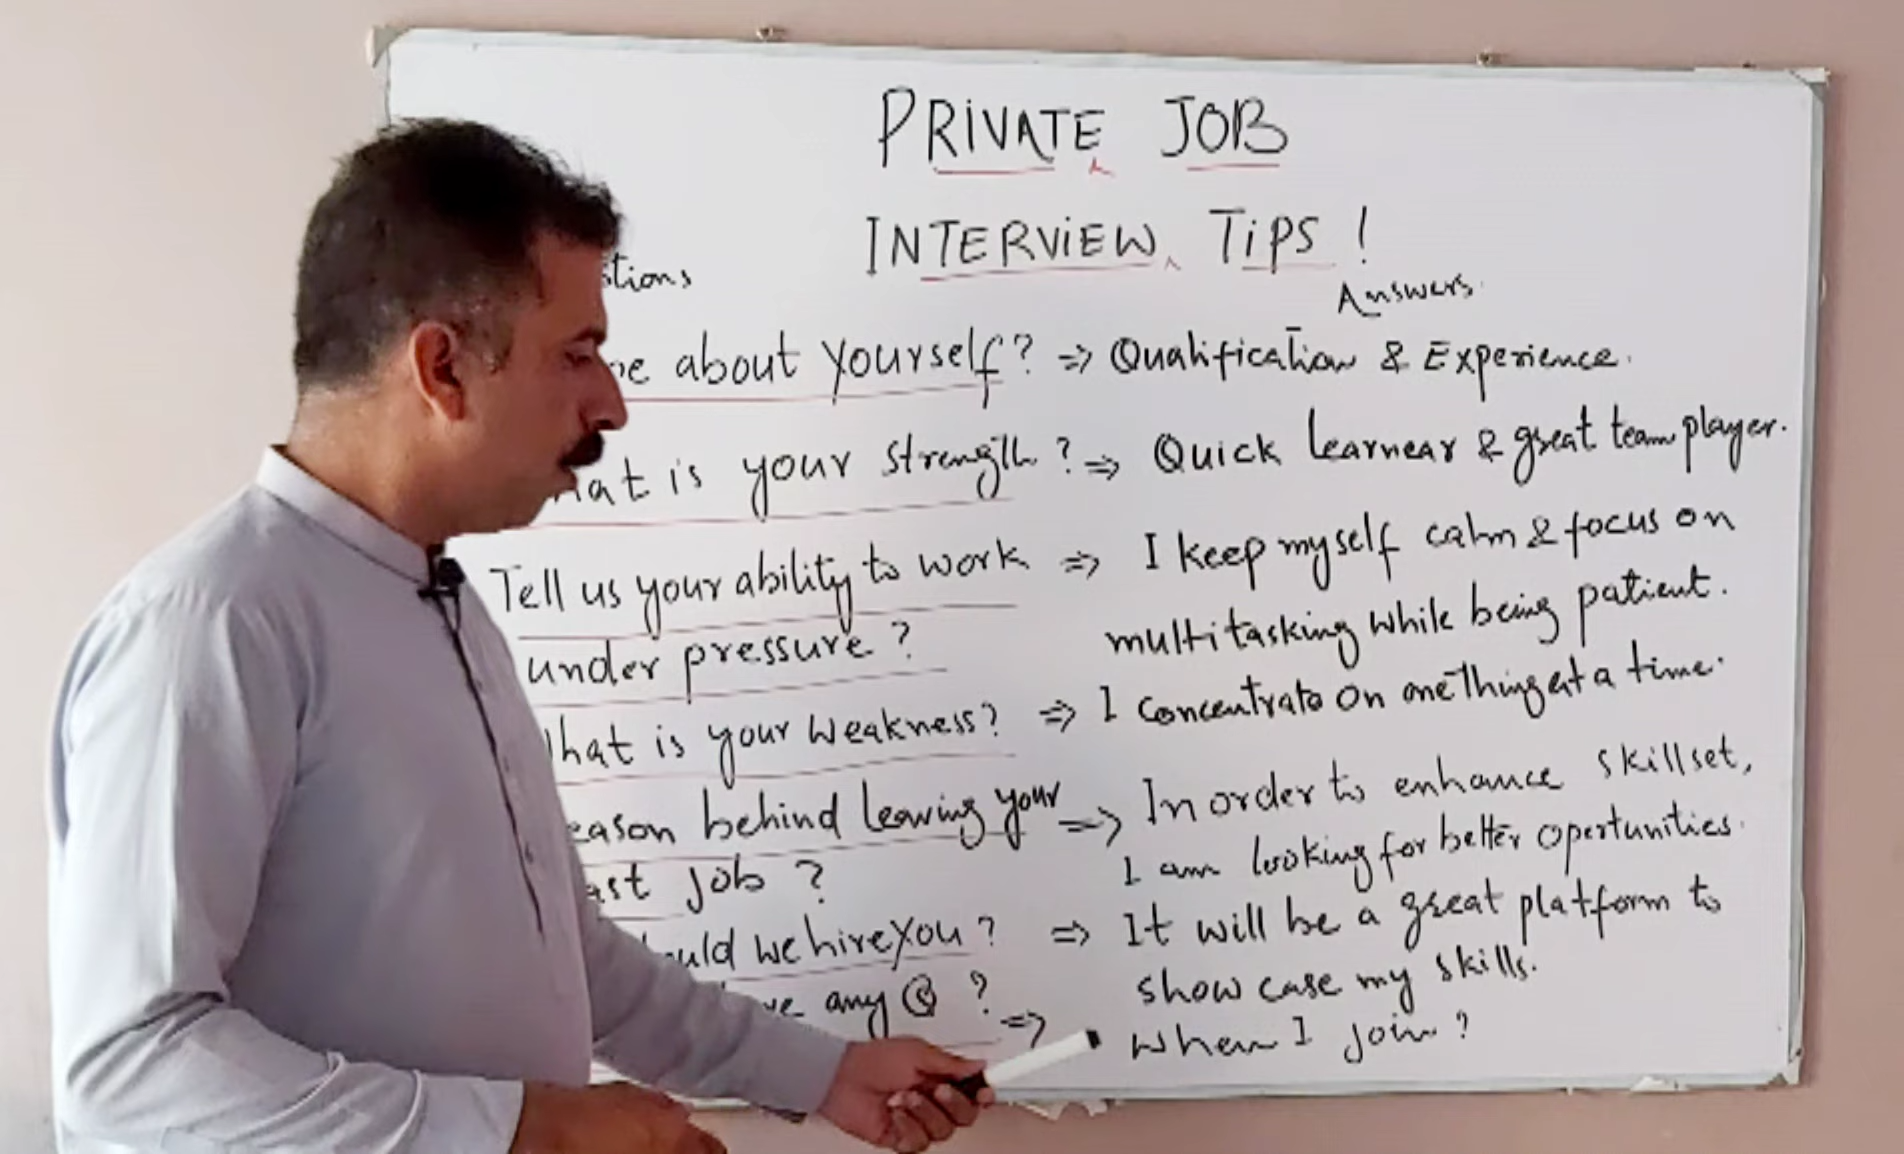 PRIVATE JOB
INTERVIEW TIPS !
tions
Answers.
about yourself? => Qualification & Experience.
at is your strength? => Quick learnear & great team player.
Tell us your ability to work => I keep myself calm & focus on
under pressure? multitasking while being patient.
hat is your weakness? => I concentrate on one thing at a time.
eason behind leaving your => In order to enhance skillset,
ast job? I am looking for better opertunities.
uld we hire you? => It will be a great platform to
show case my skills.
ve any Q ? => when I join?